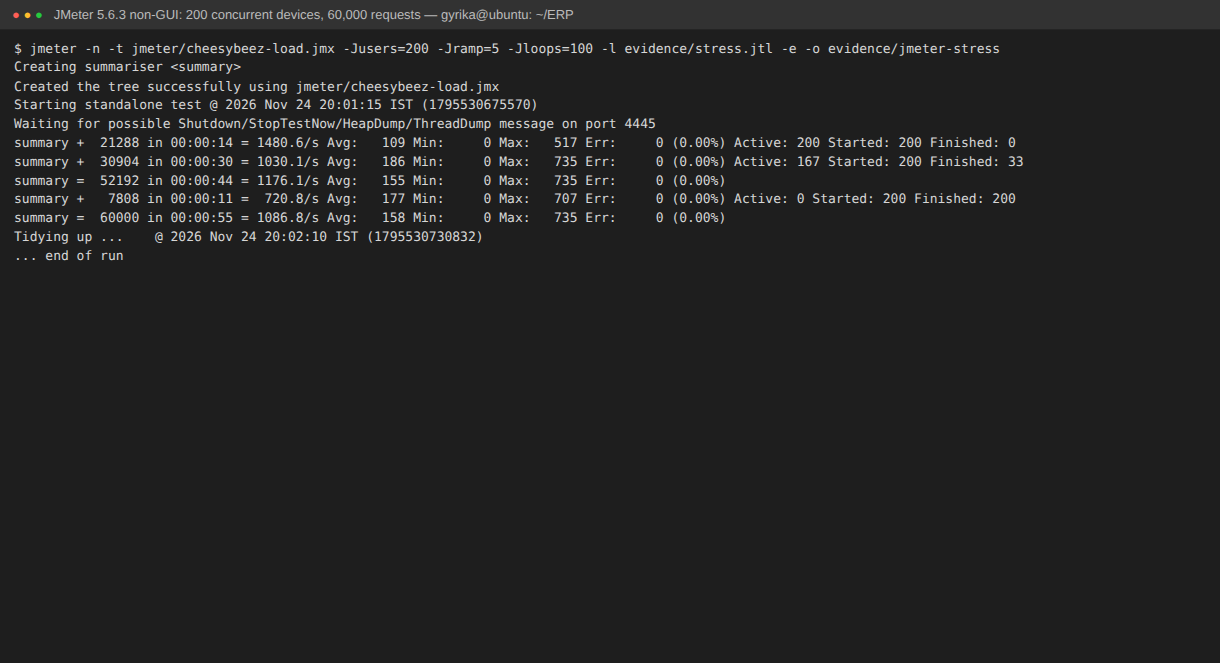 JMeter 5.6.3 non-GUI: 200 concurrent devices, 60,000 requests — gyrika@ubuntu: ~/ERP
$ jmeter -n -t jmeter/cheesybeez-load.jmx -Jusers=200 -Jramp=5 -Jloops=100 -l evidence/stress.jtl -e -o evidence/jmeter-stress
Creating summariser <summary>
Created the tree successfully using jmeter/cheesybeez-load.jmx
Starting standalone test @ 2026 Nov 24 20:01:15 IST (1795530675570)
Waiting for possible Shutdown/StopTestNow/HeapDump/ThreadDump message on port 4445
summary +  21288 in 00:00:14 = 1480.6/s Avg:   109 Min:     0 Max:   517 Err:     0 (0.00%) Active: 200 Started: 200 Finished: 0
summary +  30904 in 00:00:30 = 1030.1/s Avg:   186 Min:     0 Max:   735 Err:     0 (0.00%) Active: 167 Started: 200 Finished: 33
summary =  52192 in 00:00:44 = 1176.1/s Avg:   155 Min:     0 Max:   735 Err:     0 (0.00%)
summary +   7808 in 00:00:11 =  720.8/s Avg:   177 Min:     0 Max:   707 Err:     0 (0.00%) Active: 0 Started: 200 Finished: 200
summary =  60000 in 00:00:55 = 1086.8/s Avg:   158 Min:     0 Max:   735 Err:     0 (0.00%)
Tidying up ...    @ 2026 Nov 24 20:02:10 IST (1795530730832)
... end of run